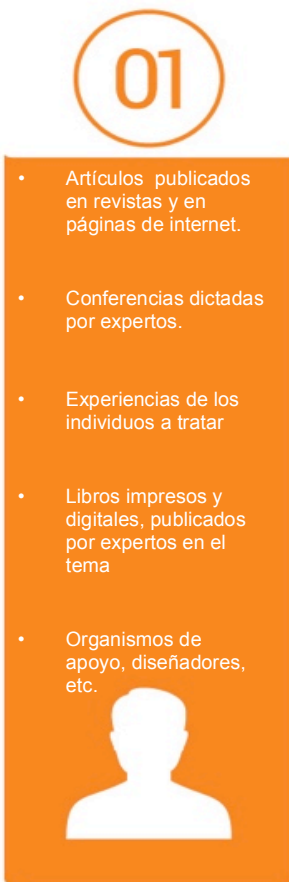 01
• Artículos publicados
en revistas y en
páginas de internet.
• Conferencias dictadas
por expertos.
• Experiencias de los
individuos a tratar
• Libros impresos y
digitales, publicados
por expertos en el
tema
• Organismos de
apoyo, diseñadores,
etc.